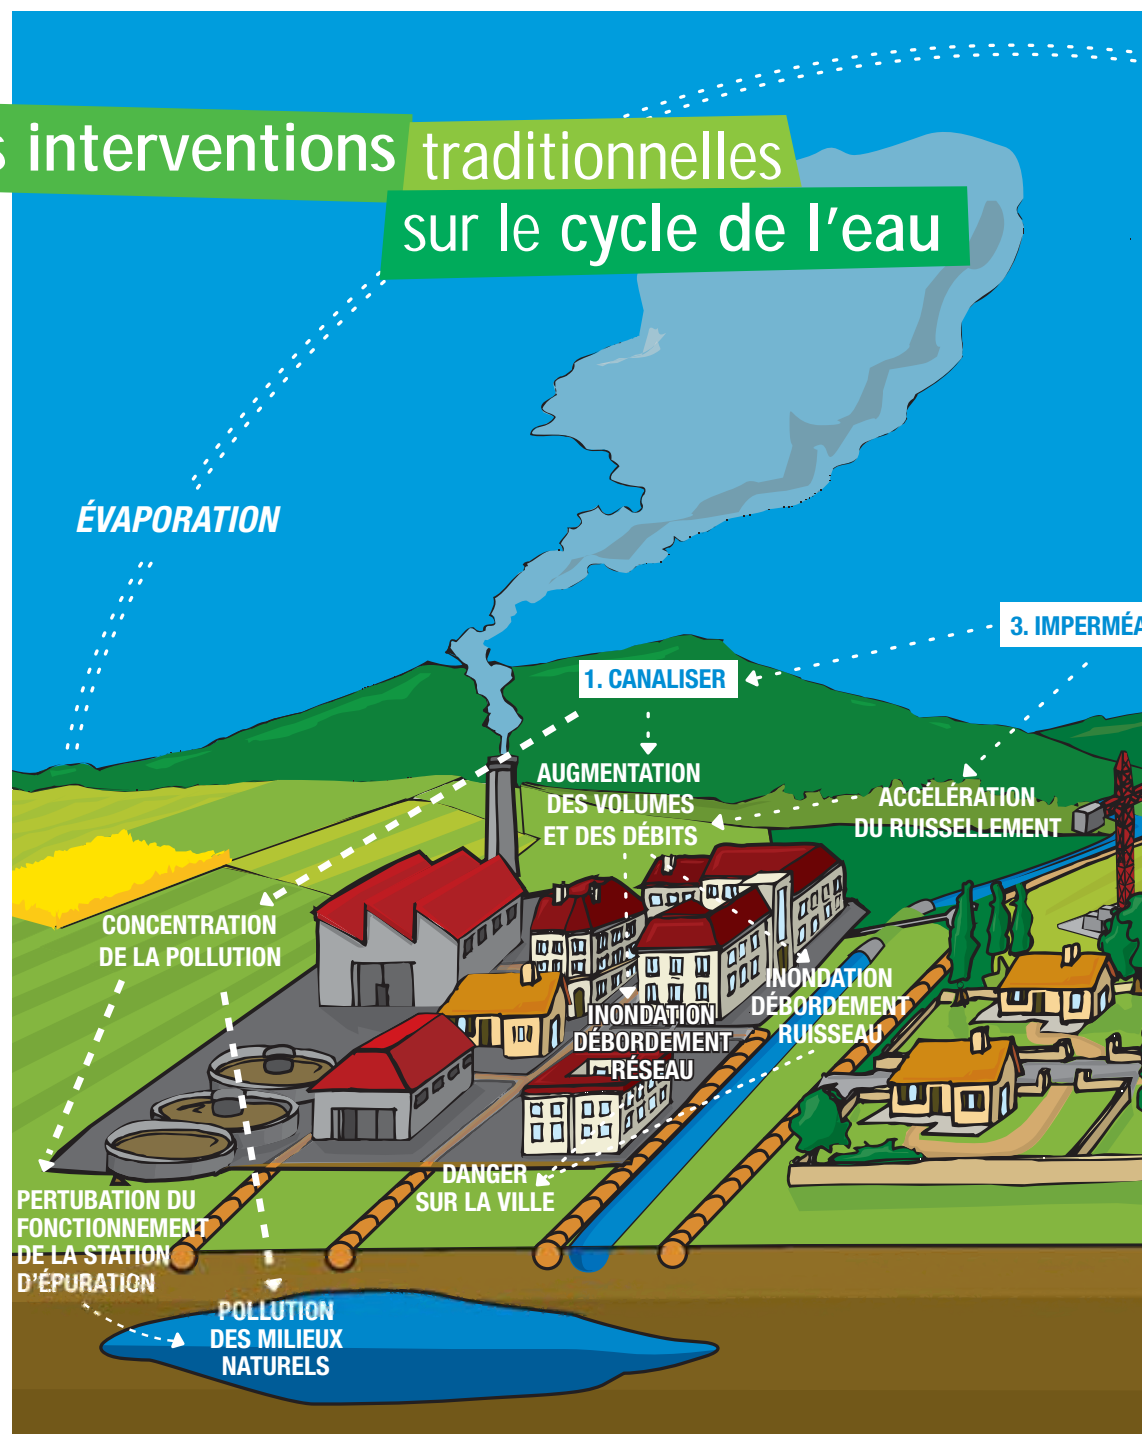 s interventions traditionnelles
sur le cycle de l'eau
ÉVAPORATION
3. IMPERMÉA
1. CANALISER
AUGMENTATION
DES VOLUMES
ET DES DÉBITS
ACCÉLÉRATION
DU RUISSELLEMENT
CONCENTRATION
DE LA POLLUTION
INONDATION
DÉBORDEMENT
RUISSEAU
INONDATION
DÉBORDEMENT
RÉSEAU
DANGER
SUR LA VILLE
PERTUBATION DU
FONCTIONNEMENT
DE LA STATION
D'ÉPURATION
POLLUTION
DES MILIEUX
NATURELS